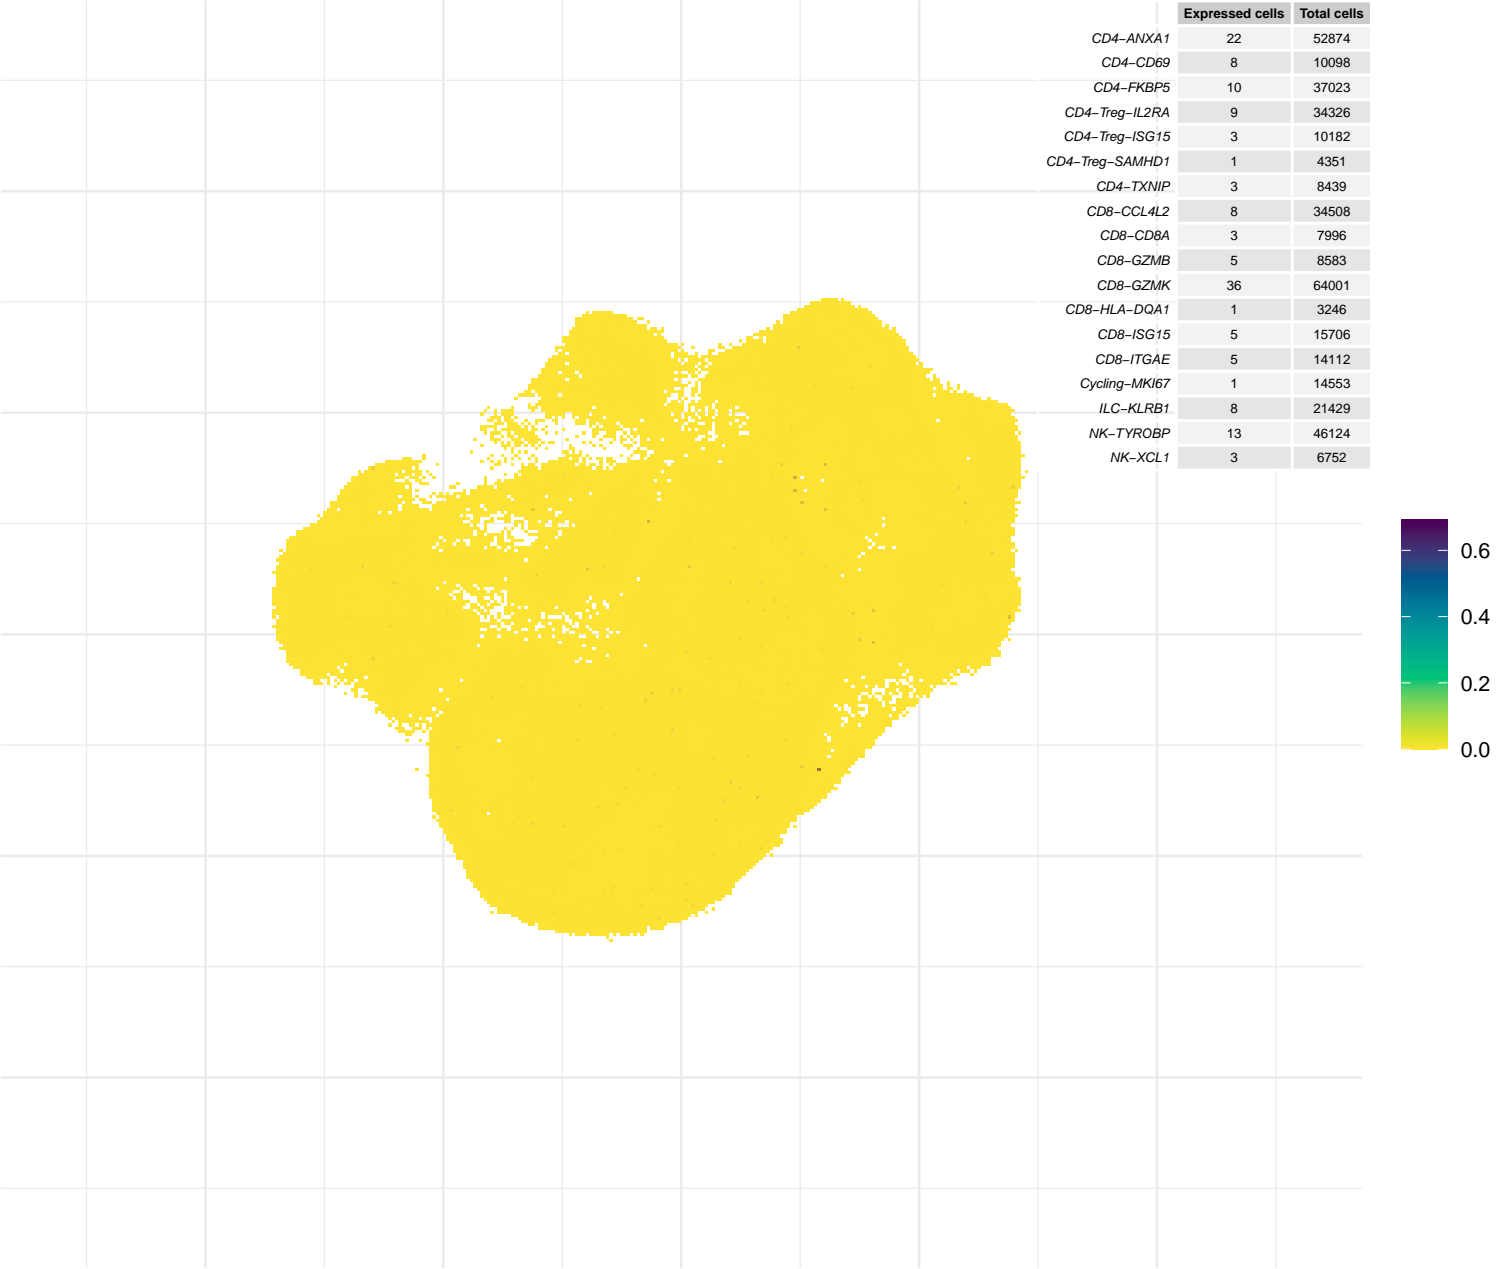 Expressed cells Total cells
CD4−ANXA1 22 52874
CD4−CD69 8 10098
CD4−FKBP5 10 37023
CD4−Treg−IL2RA 9 34326
CD4−Treg−ISG15 3 10182
CD4−Treg−SAMHD1 1 4351
CD4−TXNIP 3 8439
CD8−CCL4L2 8 34508
CD8−CD8A 3 7996
CD8−GZMB 5 8583
CD8−GZMK 36 64001
CD8−HLA−DQA1 1 3246
CD8−ISG15 5 15706
CD8−ITGAE 5 14112
Cycling−MKI67 1 14553
ILC−KLRB1 8 21429
NK−TYROBP 13 46124
NK−XCL1 3 6752
0.6
0.4
0.2
0.0